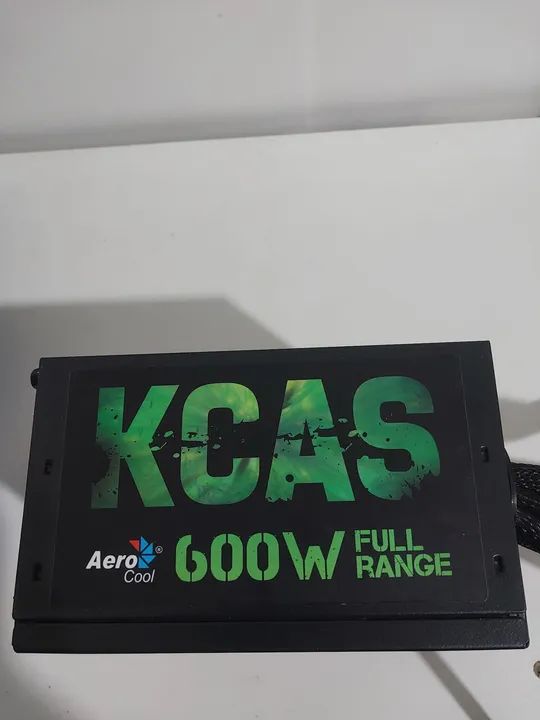 KCAS
Aero
Cool
®
600W
FULL
RANGE